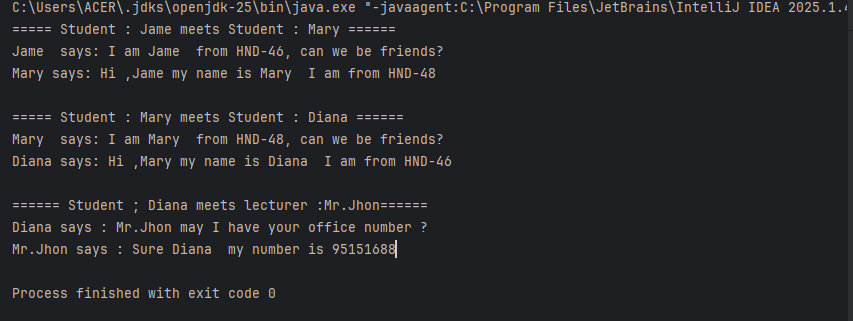 C:\Users\ACER\.jdks\openjdk-25\bin\java.exe "-javaagent:C:\Program Files\JetBrains\IntelliJ IDEA 2025.1.4
===== Student : Jame meets Student : Mary ======
Jame  says: I am Jame  from HND-46, can we be friends?
Mary says: Hi ,Jame my name is Mary  I am from HND-48
===== Student : Mary meets Student : Diana ======
Mary  says: I am Mary  from HND-48, can we be friends?
Diana says: Hi ,Mary my name is Diana  I am from HND-46
====== Student ; Diana meets lecturer :Mr.Jhon======
Diana says : Mr.Jhon may I have your office number ?
Mr.Jhon says : Sure Diana  my number is 95151688
Process finished with exit code 0